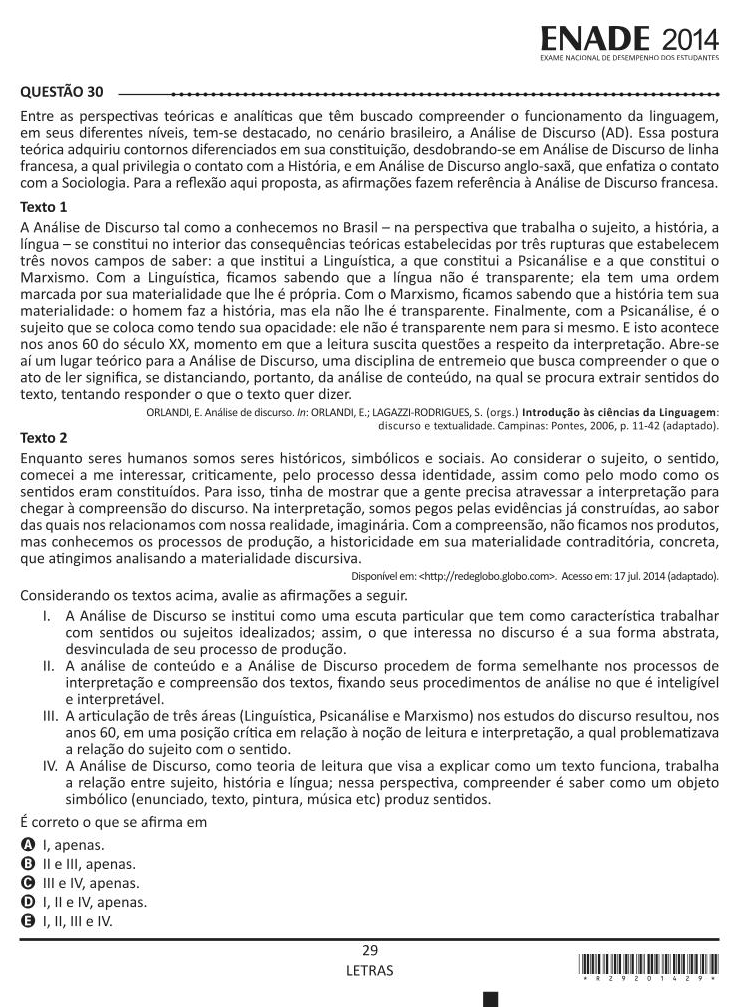 ENADE 2014
EXAME NACIONAL DE DESEMPENHO DOS ESTUDANTES
QUESTÃO 30
Entre as perspectivas teóricas e analíticas que têm buscado compreender o funcionamento da linguagem,
em seus diferentes níveis, tem-se destacado, no cenário brasileiro, a Análise de Discurso (AD). Essa postura
teórica adquiriu contornos diferenciados em sua constituição, desdobrando-se em Análise de Discurso de linha
francesa, a qual privilegia o contato com a História, e em Análise de Discurso anglo-saxã, que enfatiza o contato
com a Sociologia. Para a reflexão aqui proposta, as afirmações fazem referência à Análise de Discurso francesa.
Texto 1
A Análise de Discurso tal como a conhecemos no Brasil – na perspectiva que trabalha o sujeito, a história, a
língua – se constitui no interior das consequências teóricas estabelecidas por três rupturas que estabelecem
três novos campos de saber: a que institui a Linguística, a que constitui a Psicanálise e a que constitui o
Marxismo. Com a Linguística, ficamos sabendo que a língua não é transparente; ela tem uma ordem
marcada por sua materialidade que lhe é própria. Com o Marxismo, ficamos sabendo que a história tem sua
materialidade: o homem faz a história, mas ela não lhe é transparente. Finalmente, com a Psicanálise, é o
sujeito que se coloca como tendo sua opacidade: ele não é transparente nem para si mesmo. E isto acontece
nos anos 60 do século XX, momento em que a leitura suscita questões a respeito da interpretação. Abre-se
aí um lugar teórico para a Análise de Discurso, uma disciplina de entremeio que busca compreender o que o
ato de ler significa, se distanciando, portanto, da análise de conteúdo, na qual se procura extrair sentidos do
texto, tentando responder o que o texto quer dizer.
ORLANDI, E. Análise de discurso. In: ORLANDI, E.; LAGAZZI-RODRIGUES, S. (orgs.) Introdução às ciências da Linguagem:
discurso e textualidade. Campinas: Pontes, 2006, p. 11-42 (adaptado).
Texto 2
Enquanto seres humanos somos seres históricos, simbólicos e sociais. Ao considerar o sujeito, o sentido,
comecei a me interessar, criticamente, pelo processo dessa identidade, assim como pelo modo como os
sentidos eram constituídos. Para isso, tinha de mostrar que a gente precisa atravessar a interpretação para
chegar à compreensão do discurso. Na interpretação, somos pegos pelas evidências já construídas, ao sabor
das quais nos relacionamos com nossa realidade, imaginária. Com a compreensão, não ficamos nos produtos,
mas conhecemos os processos de produção, a historicidade em sua materialidade contraditória, concreta,
que atingimos analisando a materialidade discursiva.
Disponível em: <http://redeglobo.globo.com>. Acesso em: 17 jul. 2014 (adaptado).
Considerando os textos acima, avalie as afirmações a seguir.
I. A Análise de Discurso se institui como uma escuta particular que tem como característica trabalhar
com sentidos ou sujeitos idealizados; assim, o que interessa no discurso é a sua forma abstrata,
desvinculada de seu processo de produção.
II. A análise de conteúdo e a Análise de Discurso procedem de forma semelhante nos processos de
interpretação e compreensão dos textos, fixando seus procedimentos de análise no que é inteligível
e interpretável.
III. A articulação de três áreas (Linguística, Psicanálise e Marxismo) nos estudos do discurso resultou, nos
anos 60, em uma posição crítica em relação à noção de leitura e interpretação, a qual problematizava
a relação do sujeito com o sentido.
IV. A Análise de Discurso, como teoria de leitura que visa a explicar como um texto funciona, trabalha
a relação entre sujeito, história e língua; nessa perspectiva, compreender é saber como um objeto
simbólico (enunciado, texto, pintura, música etc) produz sentidos.
É correto o que se afirma em
A I, apenas.
B II e III, apenas.
C III e IV, apenas.
D I, II e IV, apenas.
E I, II, III e IV.
29
LETRAS
*R29201429*